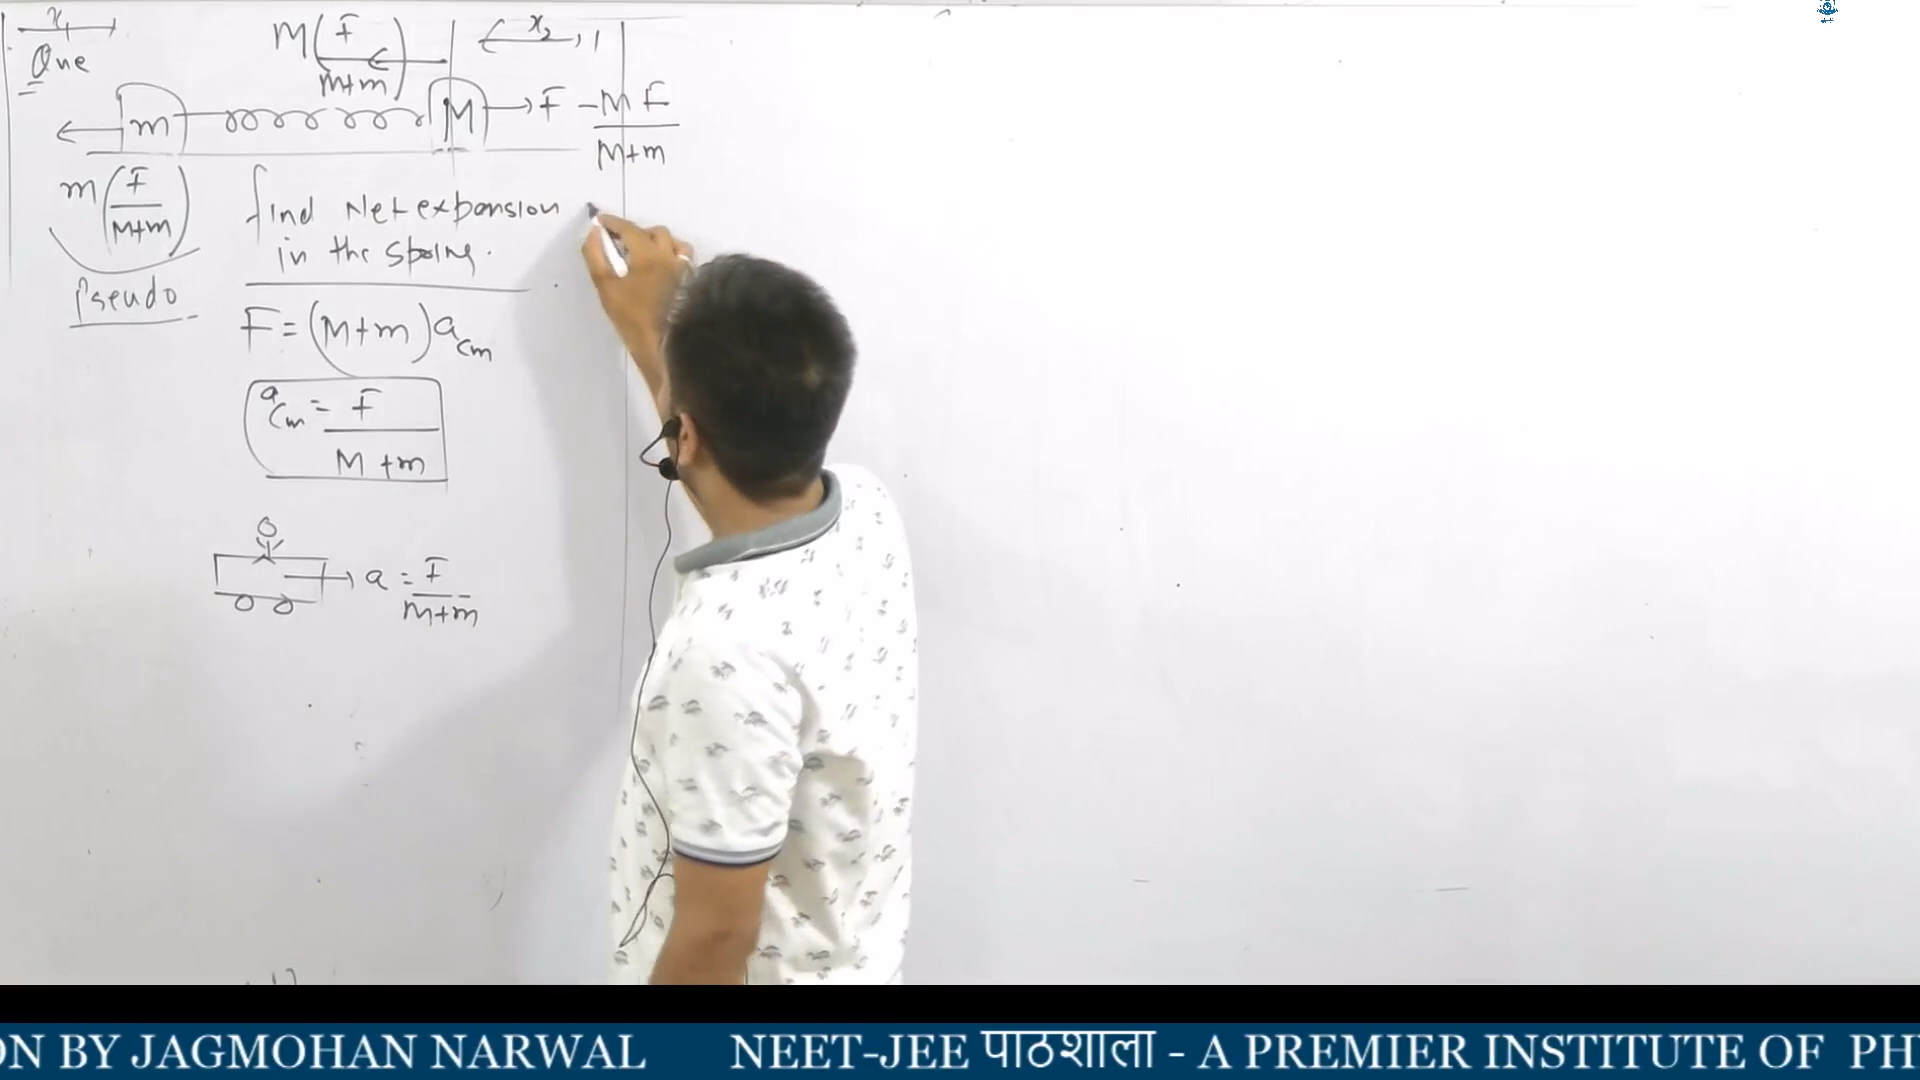 x₁
Que
M(F/M+m)
x₂
m
M
F - M F/M+m
m(F/M+m)
Pseudo
find Net expansion
in the spring.
F = (M+m)a_cm
a_cm = F/M+m
a = F/M+m
ON BY JAGMOHAN NARWAL NEET-JEE पाठशाला - A PREMIER INSTITUTE OF PH